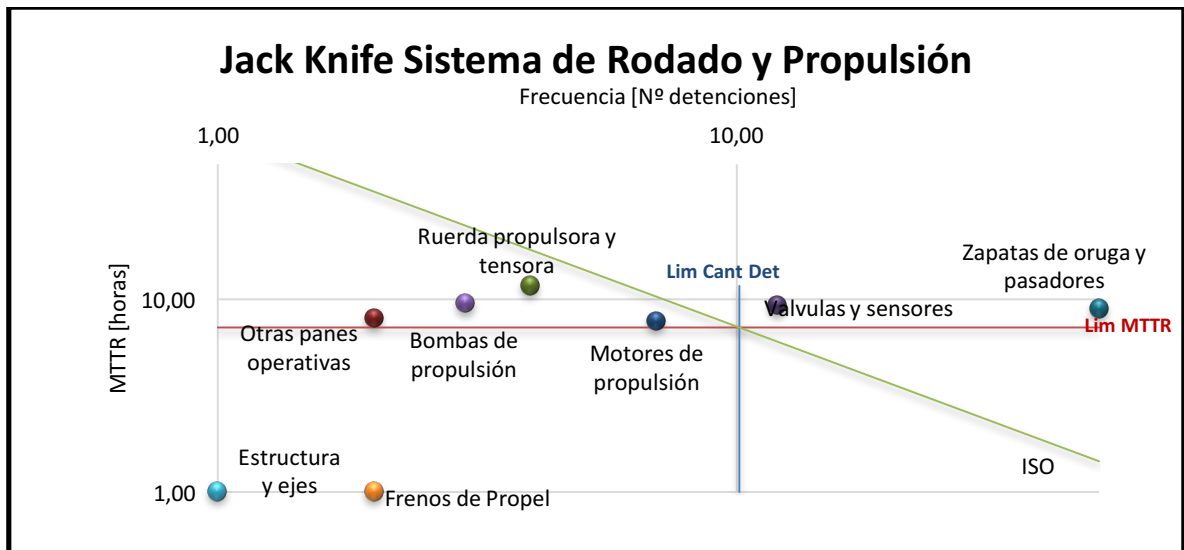 Jack Knife Sistema de Rodado y Propulsión
Frecuencia [Nº detenciones]
1,00
10,00
MTTR [horas]
10,00
1,00
Ruerda propulsora y
tensora
Lim Cant Det
Zapatas de oruga y
pasadores
Valvulas y sensores
Lim MTTR
Otras panes
operativas
Bombas de
propulsión
Motores de
propulsión
Estructura
y ejes
Frenos de Propel
ISO